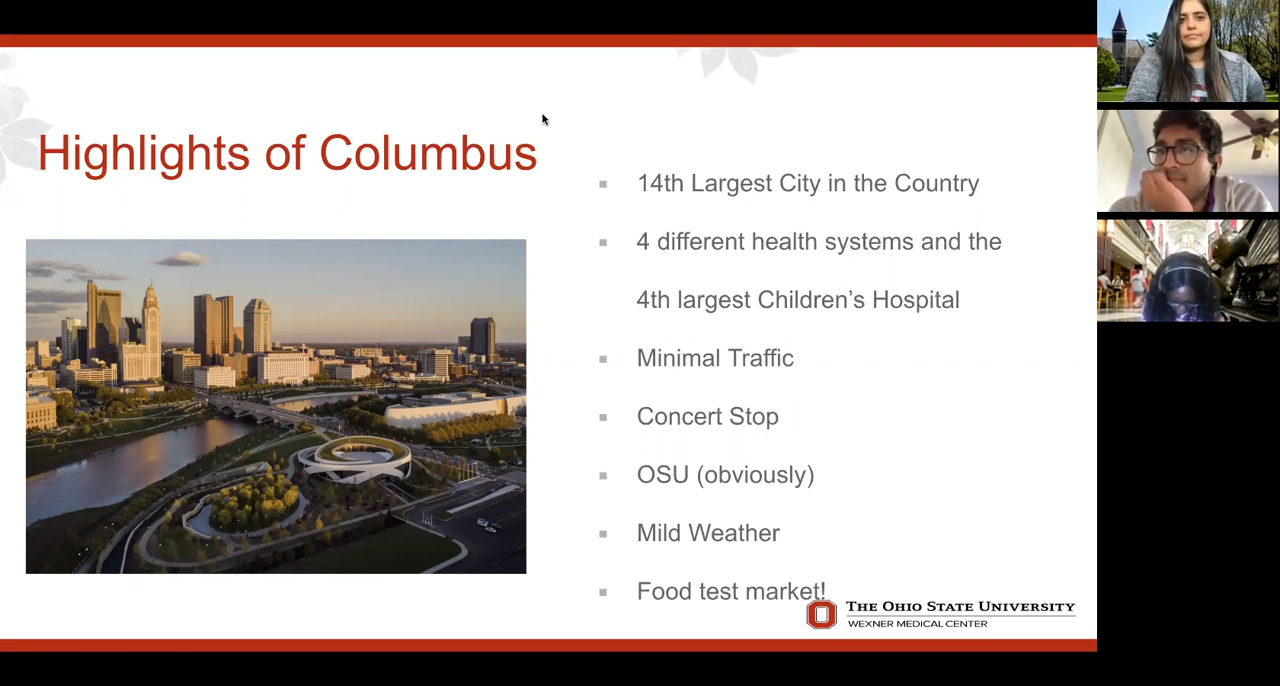 Highlights of Columbus
14th Largest City in the Country
4 different health systems and the
4th largest Children’s Hospital
Minimal Traffic
Concert Stop
OSU (obviously)
Mild Weather
Food test market!
THE OHIO STATE UNIVERSITY
WEXNER MEDICAL CENTER